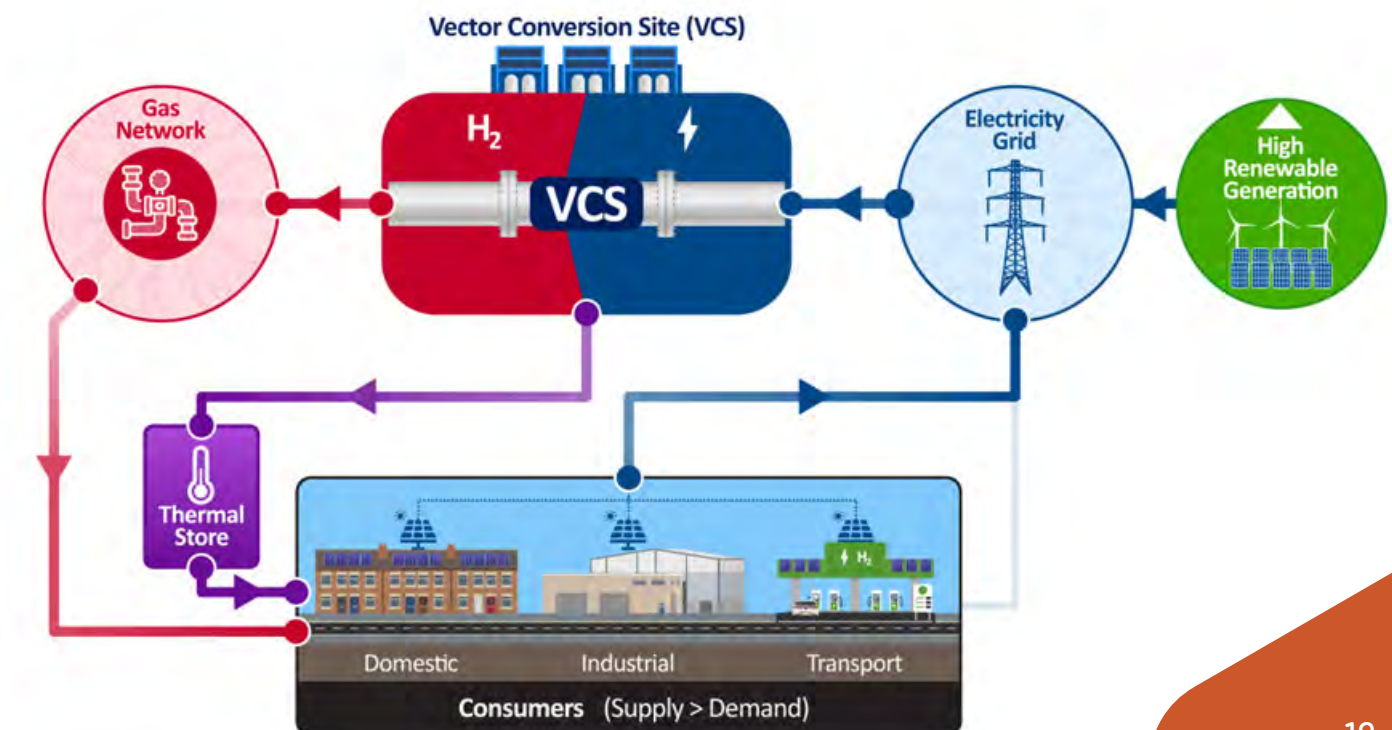 Vector Conversion Site (VCS)
Gas
Network
H₂
VCS
Electricity
Grid
High
Renewable
Generation
Thermal
Store
H₂
Domestic
Industrial
Transport
Consumers (Supply > Demand)